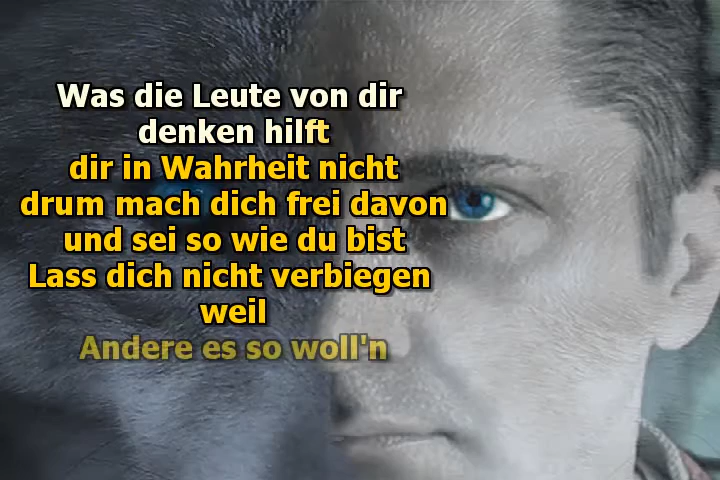 Was die Leute von dir
denken hilft
dir in Wahrheit nicht
drum mach dich frei davon
und sei so wie du bist
Lass dich nicht verbiegen
weil
Andere es so woll'n